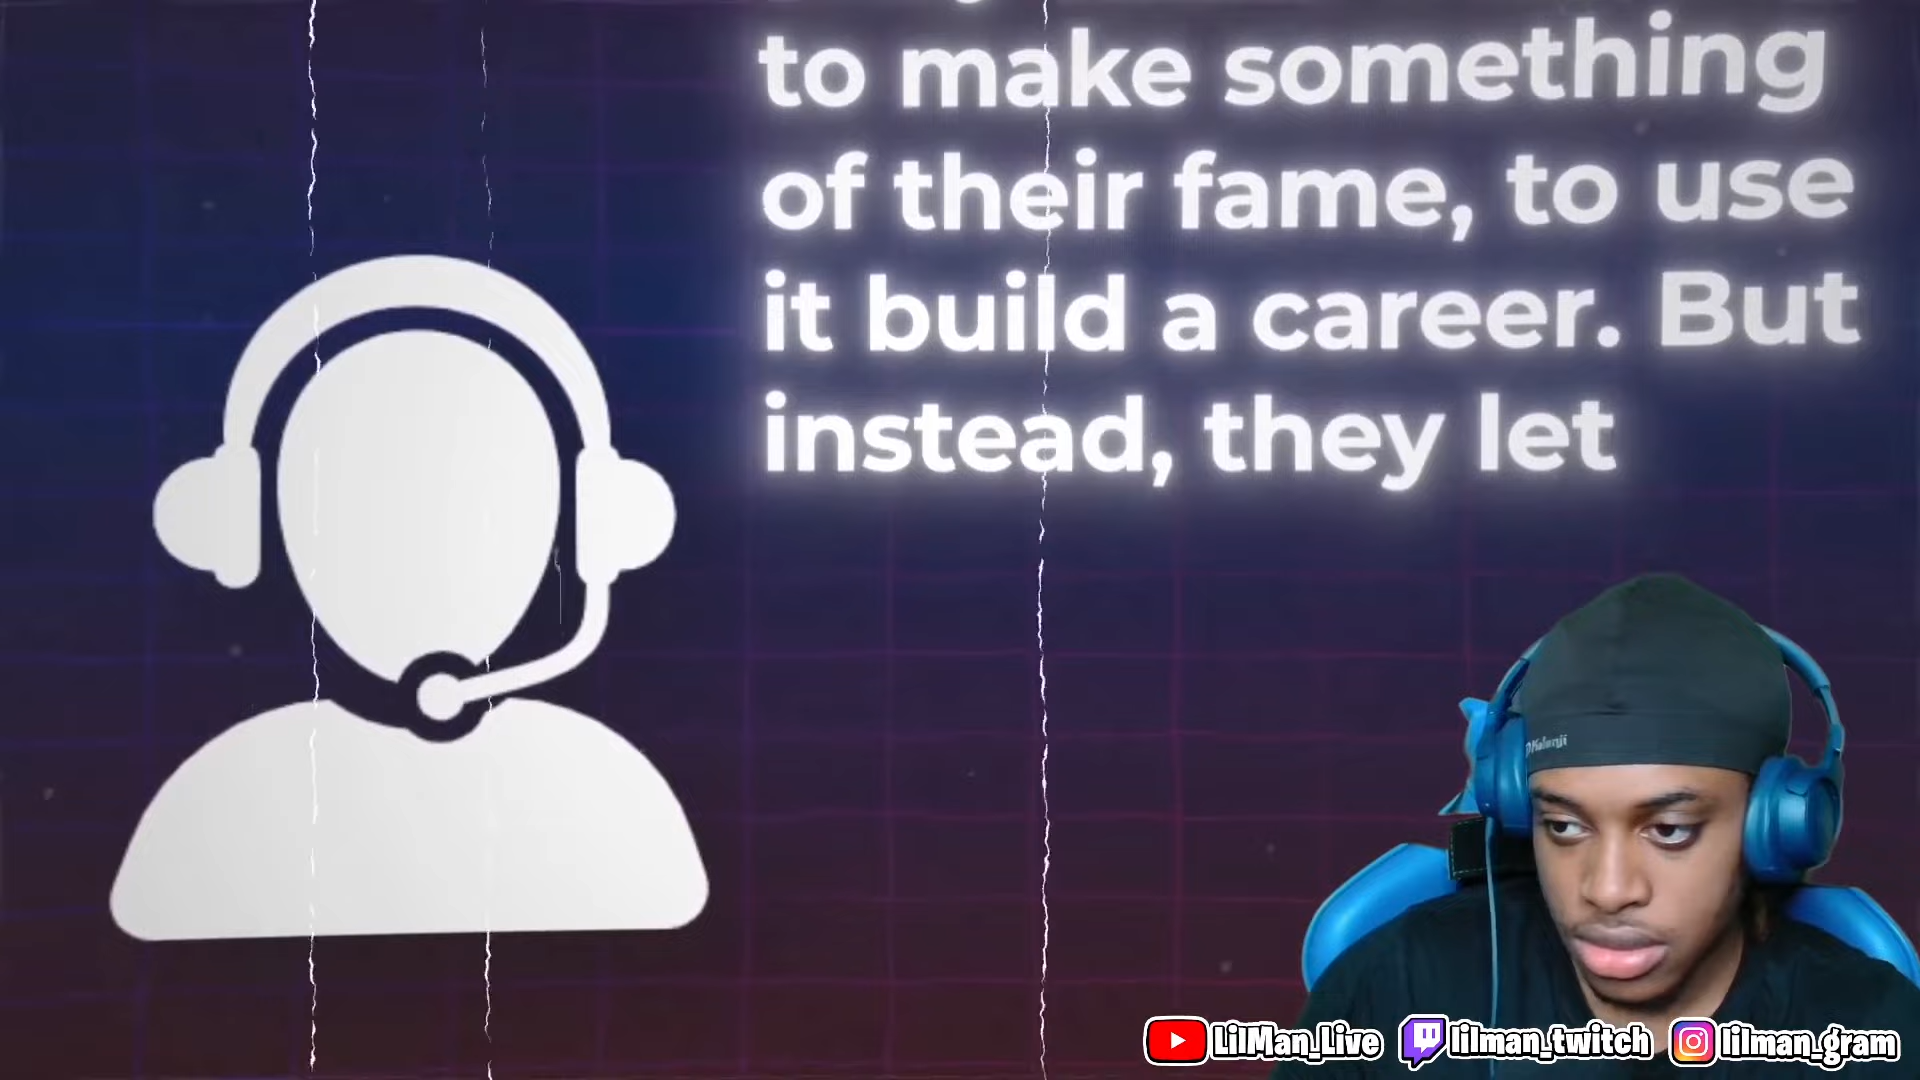 to make something
of their fame, to use
it build a career. But
instead, they let
LilMan_Live
lilman_twitch
lilman_gram